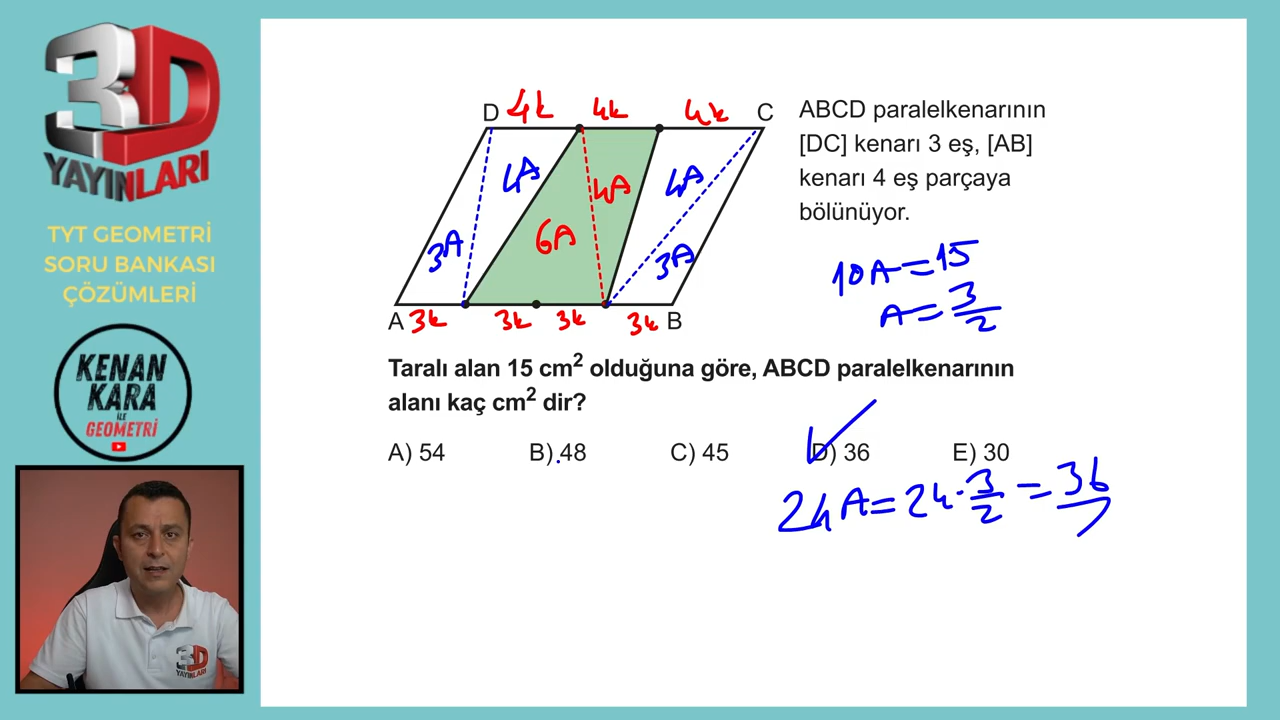 3D
YAYINLARI
TYT GEOMETRİ
SORU BANKASI
ÇÖZÜMLERİ
KENAN
KARA
İLE
GEOMETRİ
3D
YAYINLARI
D 4k 4k 4k C
4A 4A 4A
3A 6A 3A
A 3k 3k 3k 3k B
ABCD paralelkenarının
[DC] kenarı 3 eş, [AB]
kenarı 4 eş parçaya
bölünüyor.
10A = 15
A = 3/2
Taralı alan 15 cm² olduğuna göre, ABCD paralelkenarının
alanı kaç cm² dir?
A) 54 B) 48 C) 45 D) 36 E) 30
24A = 24 · 3/2 = 36